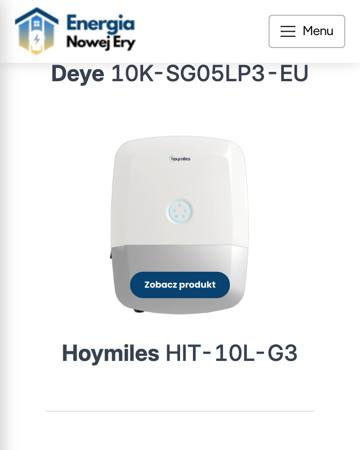 Energia
Nowej Ery
Menu
Deye 10K-SG05LP3-EU
hoymiles
Zobacz produkt
Hoymiles HIT-10L-G3